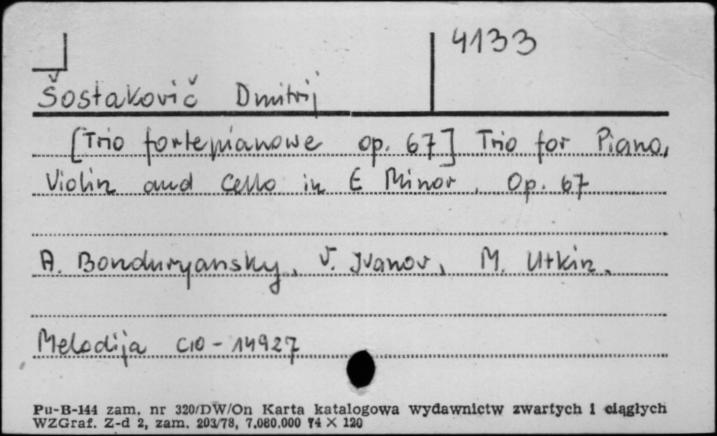 4133
Šostakovič Dmitrij
[Trio fortepianowe op. 67] Trio for Piano,
Violin and Cello in E Minor, Op. 67
A. Bonduryansky, V. Ivanov, M. Utkin.
Melodija C10-14927
Pu-B-144 zam. nr 320/DW/On Karta katalogowa wydawnictw zwartych i ciągłych
WZGraf. Z-d 2, zam. 203/78, 7.080.000 74 × 120